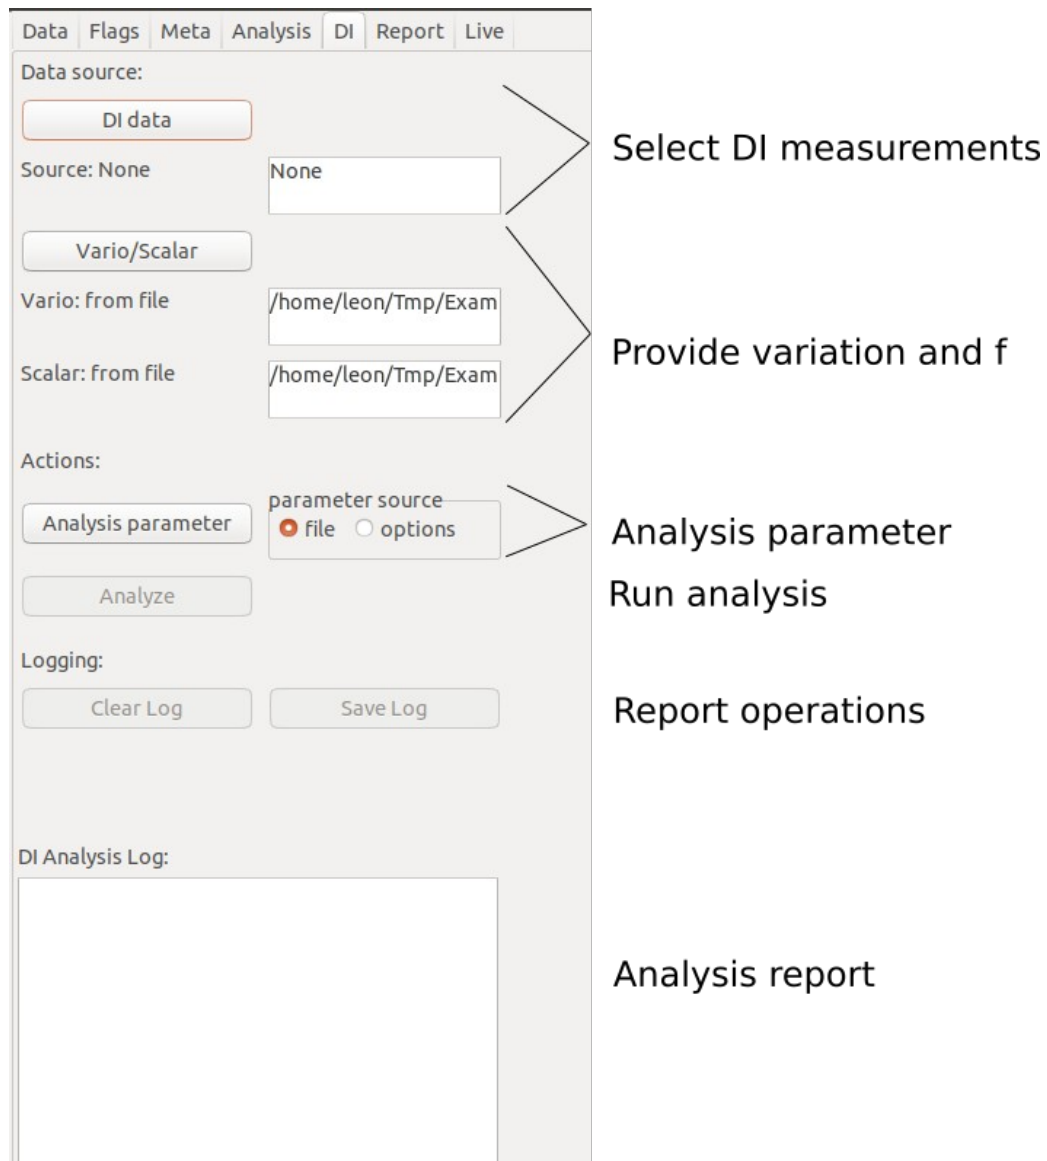 Data Flags Meta Analysis DI Report Live
Data source:
DI data
Select DI measurements
Source: None None
Vario/Scalar
Vario: from file /home/leon/Tmp/Exam
Provide variation and f
Scalar: from file /home/leon/Tmp/Exam
Actions:
parameter source
Analysis parameter file options
Analysis parameter
Analyze
Run analysis
Logging:
Clear Log Save Log
Report operations
DI Analysis Log:
Analysis report